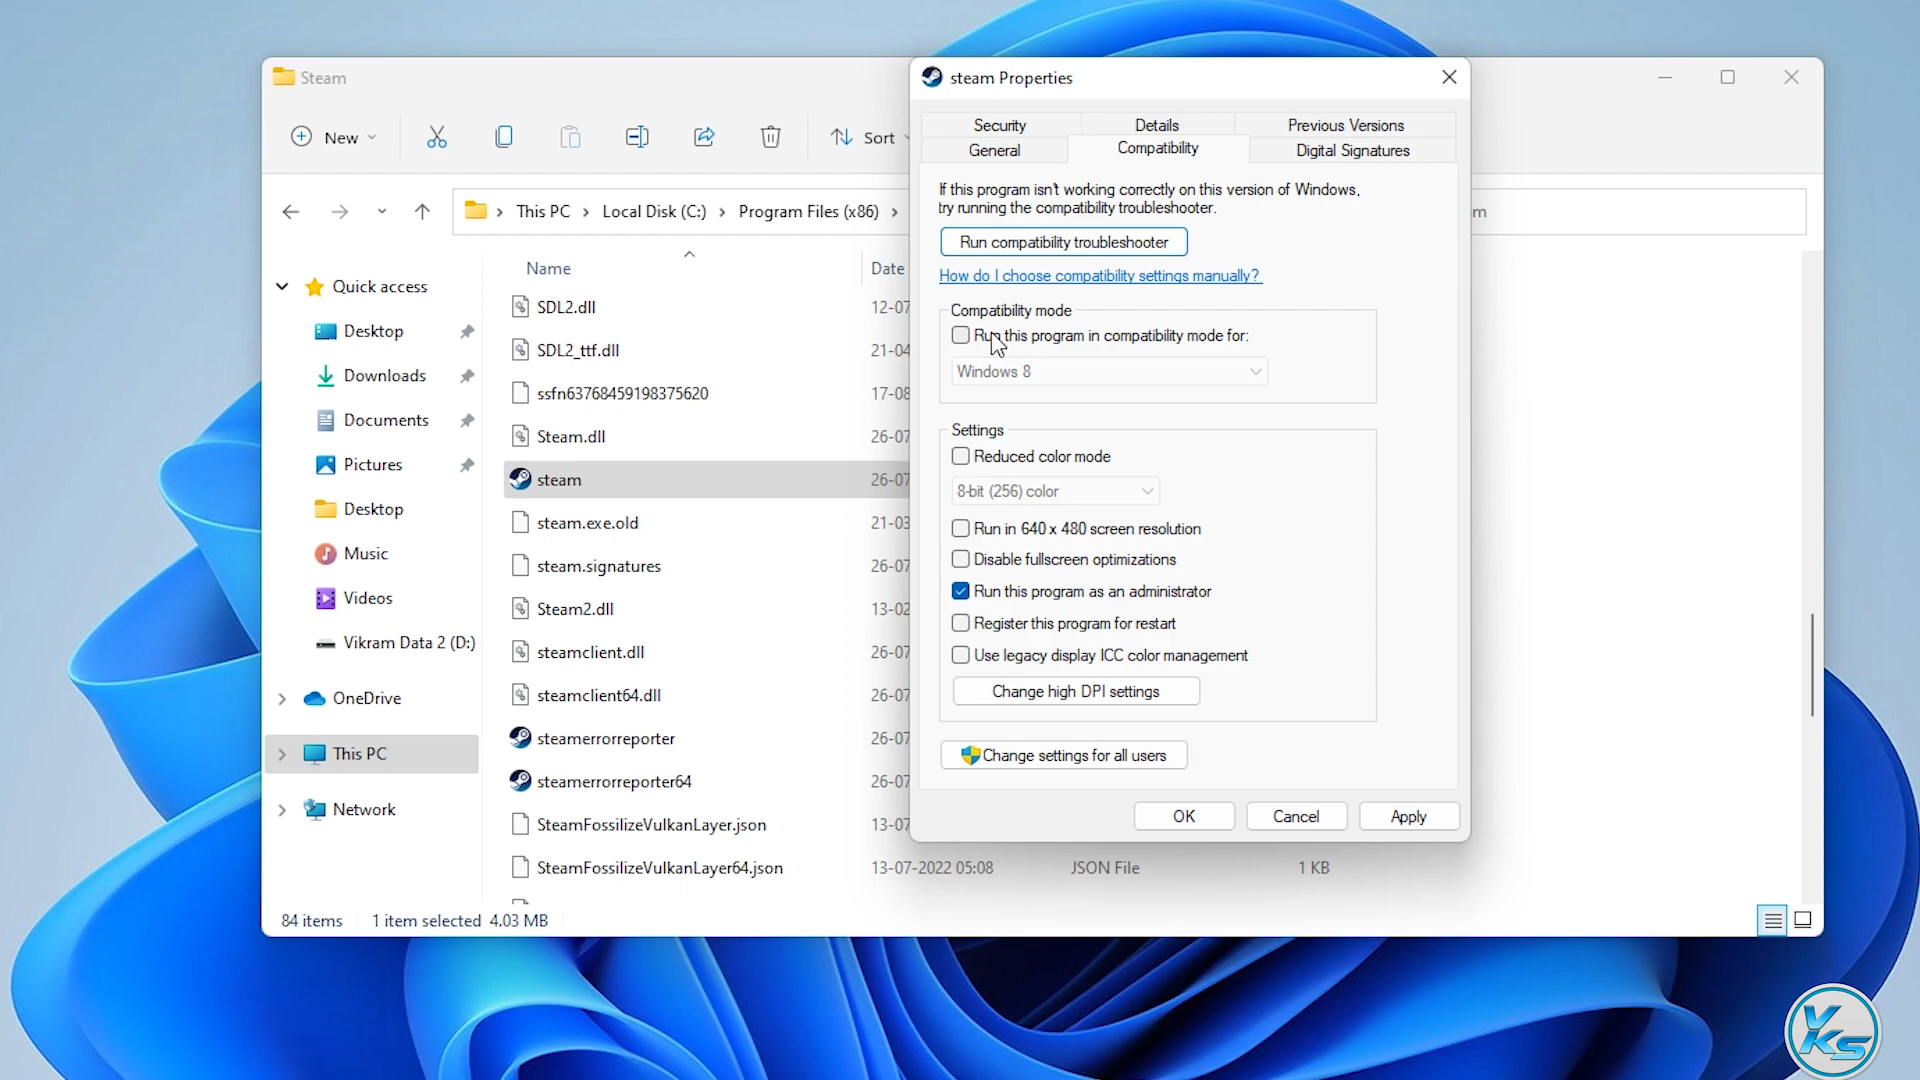 Steam
New
Sort
This PC
Local Disk (C:)
Program Files (x86)
m
Name
Date
Quick access
Desktop
Downloads
Documents
Pictures
Desktop
Music
Videos
Vikram Data 2 (D:)
OneDrive
This PC
Network
SDL2.dll 12-07
SDL2_ttf.dll 21-04
ssfn63768459198375620 17-08
Steam.dll 26-07
steam 26-07
steam.exe.old 21-03
steam.signatures 26-07
Steam2.dll 13-02
steamclient.dll 26-07
steamclient64.dll 26-07
steamerrorreporter 26-07
steamerrorreporter64 26-07
SteamFossilizeVulkanLayer.json 13-07
SteamFossilizeVulkanLayer64.json 13-07-2022 05:08 JSON File 1 KB
84 items 1 item selected 4.03 MB
steam Properties
Security Details Previous Versions
General Compatibility Digital Signatures
If this program isn't working correctly on this version of Windows,
try running the compatibility troubleshooter.
Run compatibility troubleshooter
How do I choose compatibility settings manually?
Compatibility mode
Run this program in compatibility mode for:
Windows 8
Settings
Reduced color mode
8-bit (256) color
Run in 640 x 480 screen resolution
Disable fullscreen optimizations
Run this program as an administrator
Register this program for restart
Use legacy display ICC color management
Change high DPI settings
Change settings for all users
OK Cancel Apply
VKS